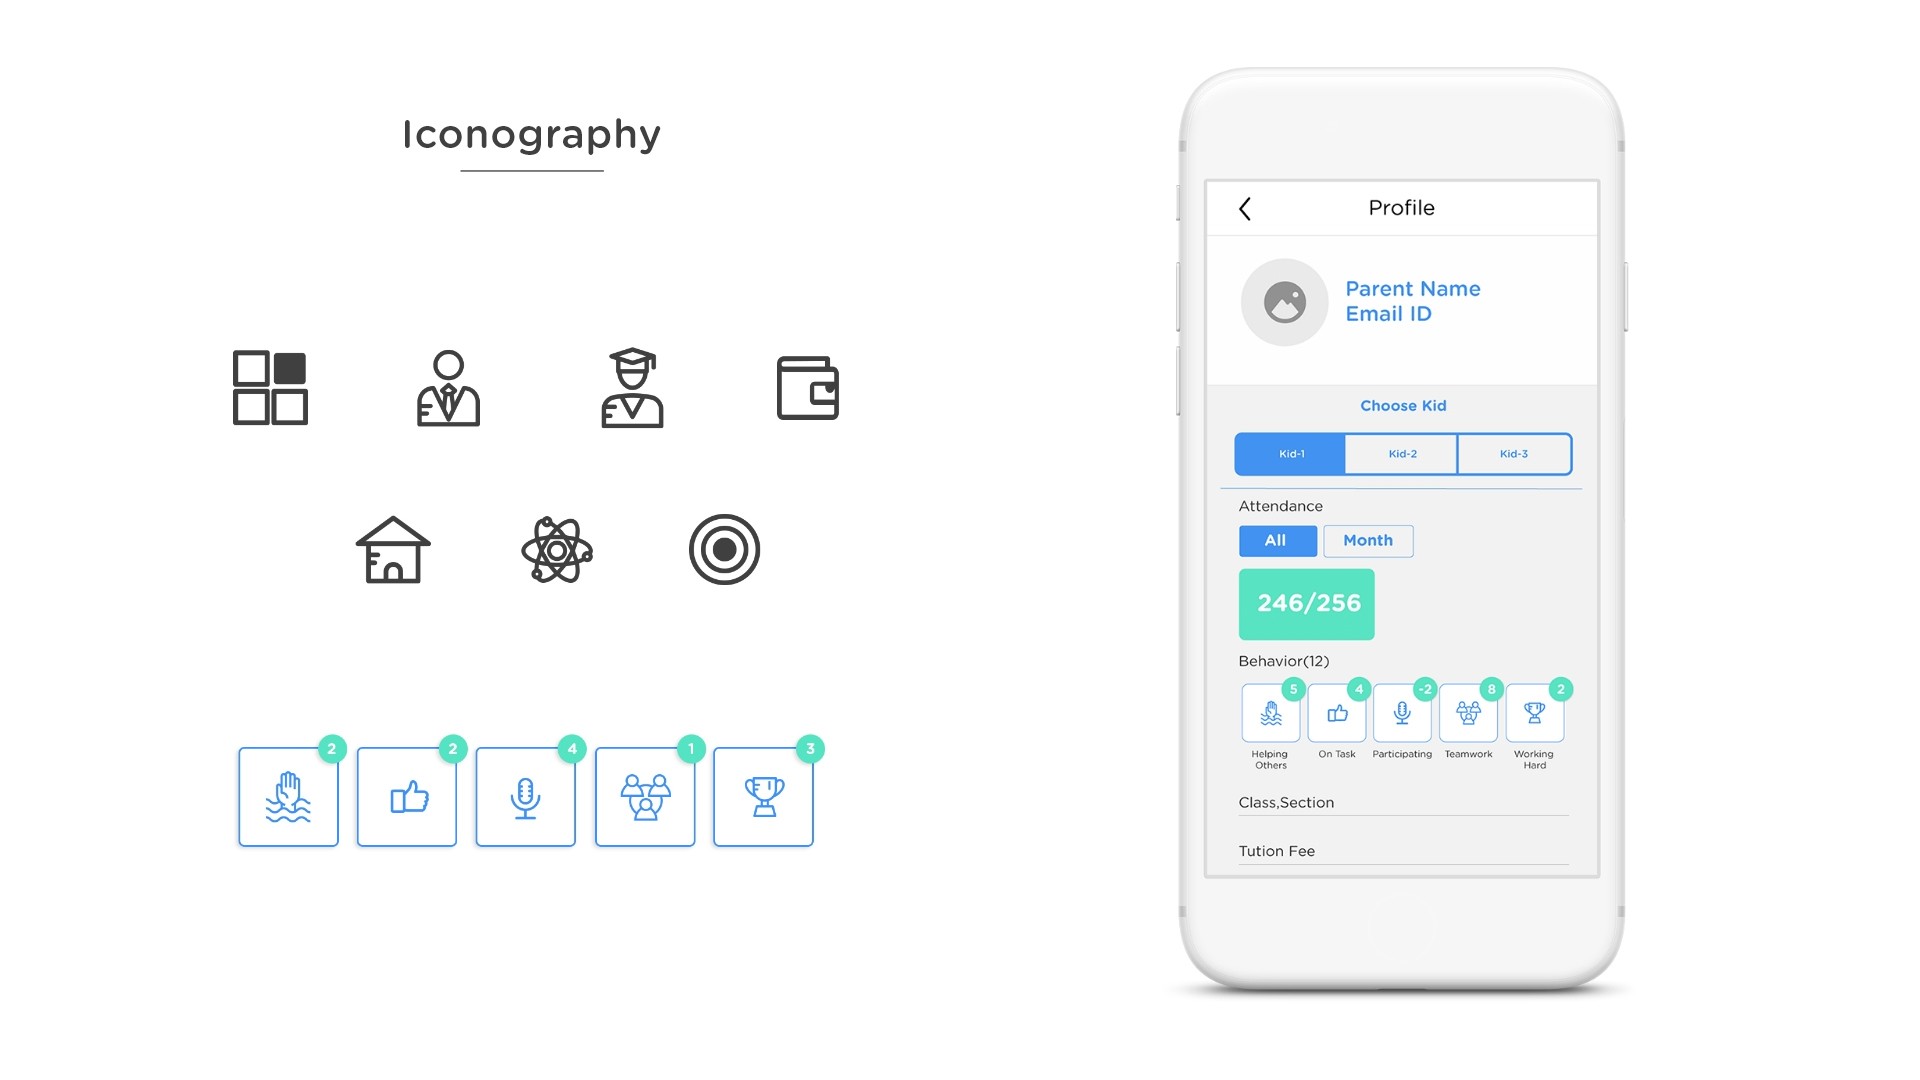 Iconography
2
2
4
1
3
Profile
Parent Name
Email ID
Choose Kid
Kid-1 Kid-2 Kid-3
Attendance
All Month
246/256
Behavior(12)
5 4 -2 8 2
Helping On Task Participating Teamwork Working
Others Hard
Class,Section
Tution Fee